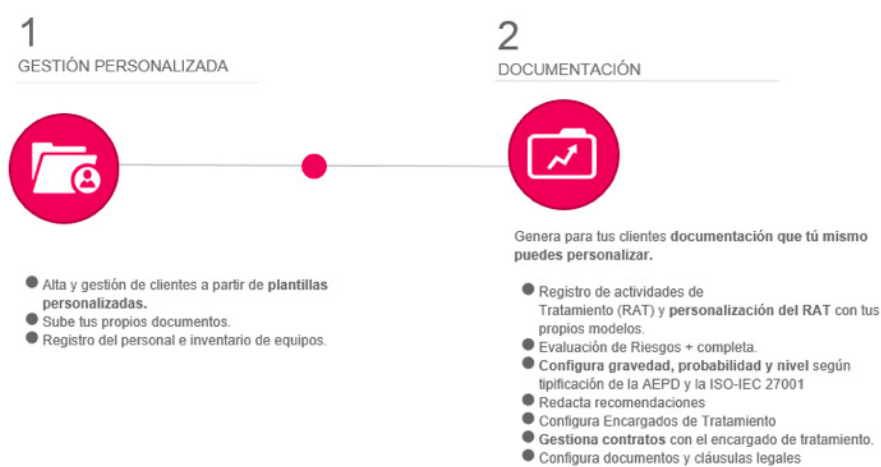 1
GESTIÓN PERSONALIZADA
Alta y gestión de clientes a partir de plantillas
personalizadas.
Sube tus propios documentos.
Registro del personal e inventario de equipos.
2
DOCUMENTACIÓN
Genera para tus clientes documentación que tú mismo
puedes personalizar.
Registro de actividades de
Tratamiento (RAT) y personalización del RAT con tus
propios modelos.
Evaluación de Riesgos + completa.
Configura gravedad, probabilidad y nivel según
tipificación de la AEPD y la ISO-IEC 27001
Redacta recomendaciones
Configura Encargados de Tratamiento
Gestiona contratos con el encargado de tratamiento.
Configura documentos y cláusulas legales